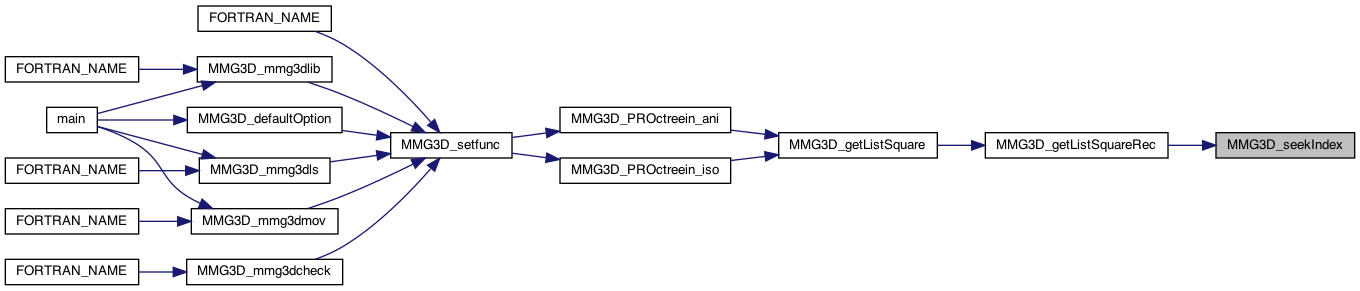 FORTRAN_NAME
FORTRAN_NAME
MMG3D_mmg3dlib
main
MMG3D_defaultOption
MMG3D_PROctreein_ani
MMG3D_setfunc
MMG3D_getListSquare
MMG3D_getListSquareRec
MMG3D_seekIndex
FORTRAN_NAME
MMG3D_mmg3dls
MMG3D_PROctreein_iso
FORTRAN_NAME
MMG3D_mmg3dmov
FORTRAN_NAME
MMG3D_mmg3dcheck